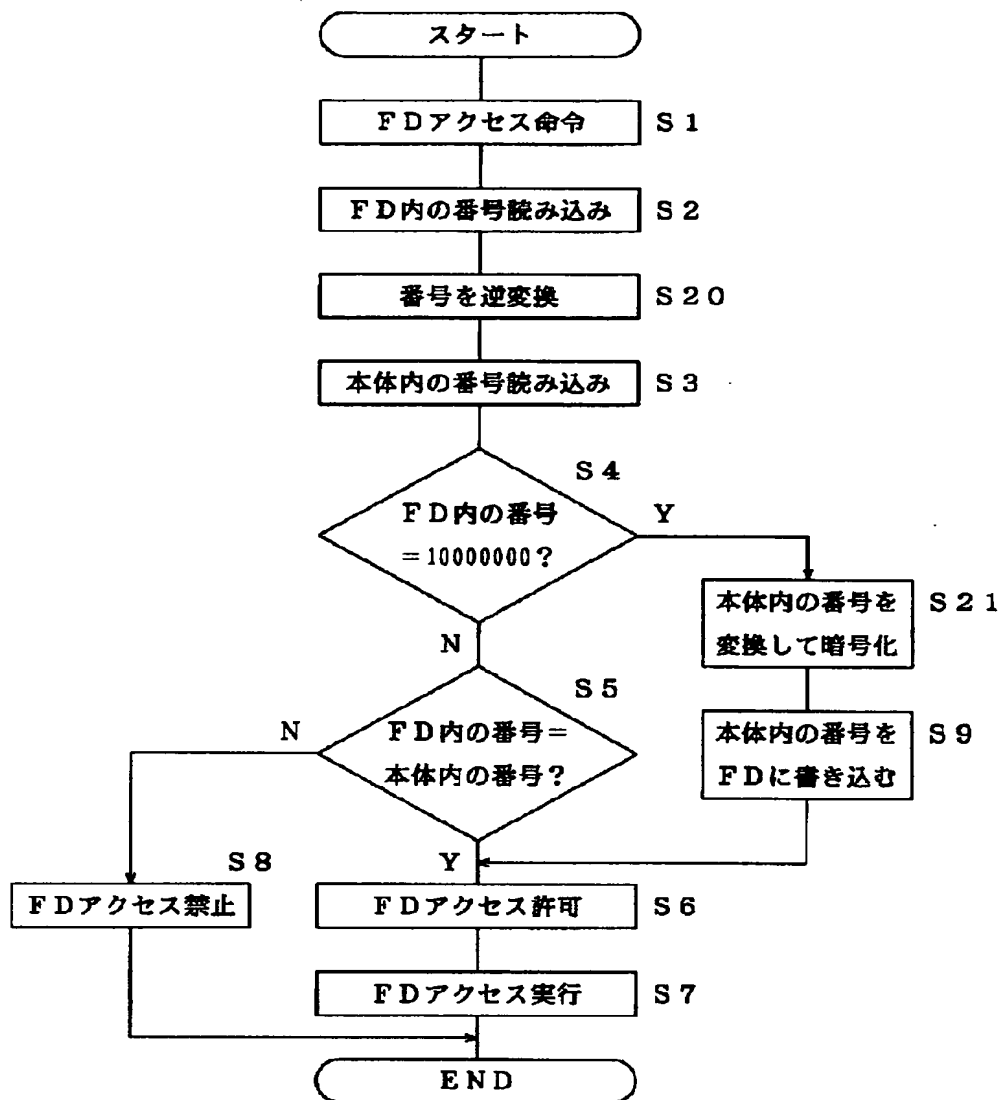 スタート
FDアクセス命令 S1
FD内の番号読み込み S2
番号を逆変換 S20
本体内の番号読み込み S3
S4
FD内の番号
=10000000?
Y
N
本体内の番号を
変換して暗号化
S21
S5
FD内の番号=
本体内の番号?
N
本体内の番号を
FDに書き込む
S9
Y
S8
FDアクセス禁止
FDアクセス許可 S6
FDアクセス実行 S7
END